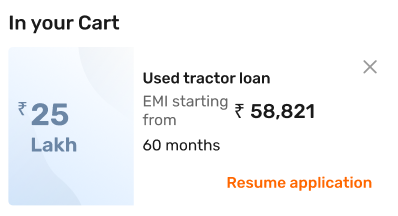 In your Cart
₹ 25
Lakh
Used tractor loan
EMI starting from ₹ 58,821
60 months
Resume application